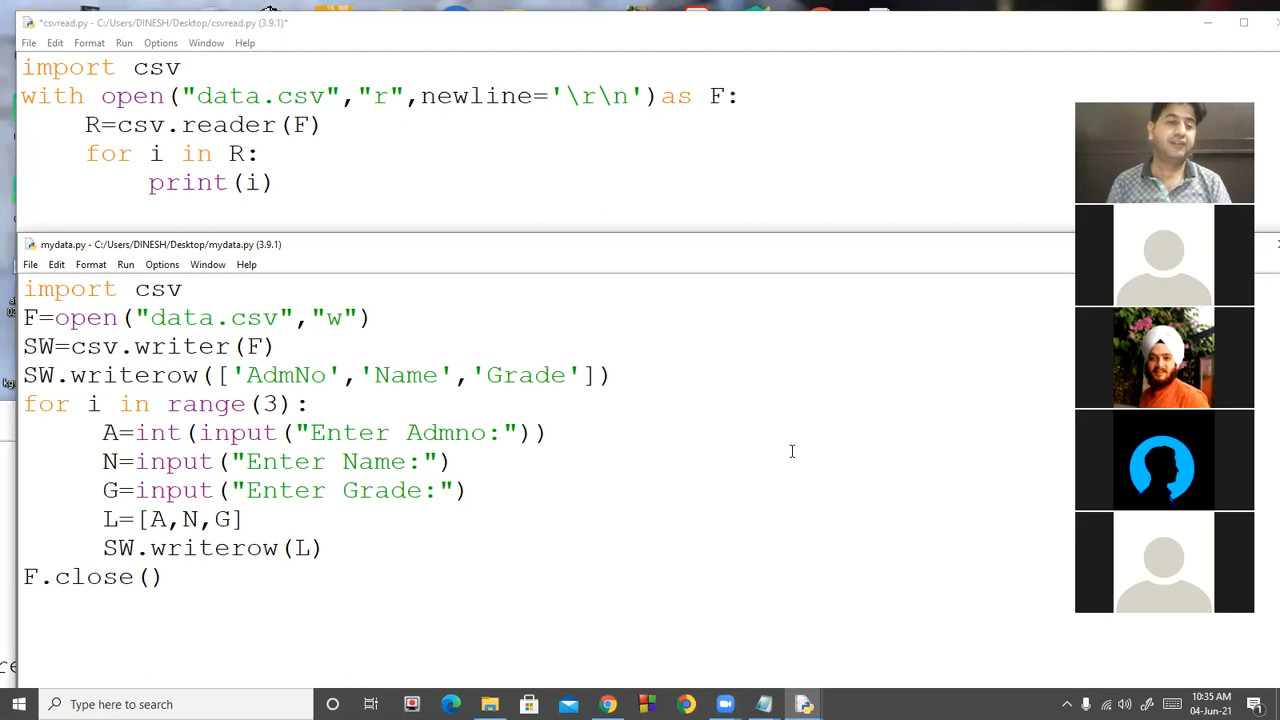 *csvread.py - C:/Users/DINESH/Desktop/csvread.py (3.9.1)*
File Edit Format Run Options Window Help
import csv
with open("data.csv","r",newline='\r\n')as F:
R=csv.reader(F)
for i in R:
print(i)
mydata.py - C:/Users/DINESH/Desktop/mydata.py (3.9.1)
File Edit Format Run Options Window Help
import csv
F=open("data.csv","w")
SW=csv.writer(F)
SW.writerow(['AdmNo','Name','Grade'])
for i in range(3):
A=int(input("Enter Admno:"))
N=input("Enter Name:")
G=input("Enter Grade:")
L=[A,N,G]
SW.writerow(L)
F.close()
Type here to search
10:35 AM
04-Jun-21